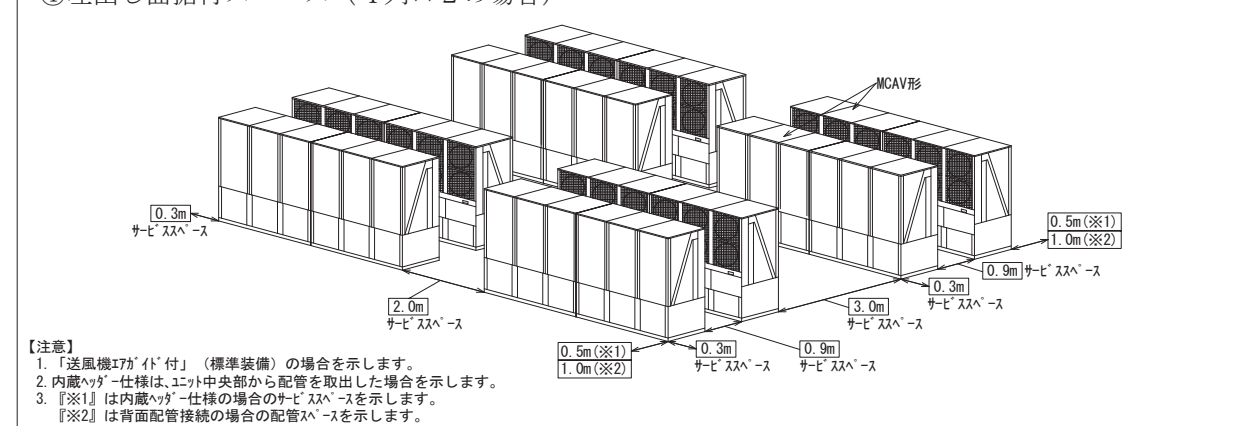 MCAV形
0.3m
サービススペース
0.5m(※1)
1.0m(※2)
0.9m サービススペース
0.3m
サービススペース
2.0m
サービススペース
3.0m
サービススペース
0.5m(※1)
1.0m(※2)
0.3m
サービススペース
0.9m
サービススペース
【注意】
1. 「送風機エアガイド付」（標準装備）の場合を示します。
2. 内蔵ヘッダー仕様は、ユニット中央部から配管を取出した場合を示します。
3. 『※1』は内蔵ヘッダー仕様の場合のサービススペースを示します。
『※2』は背面配管接続の場合の配管スペースを示します。